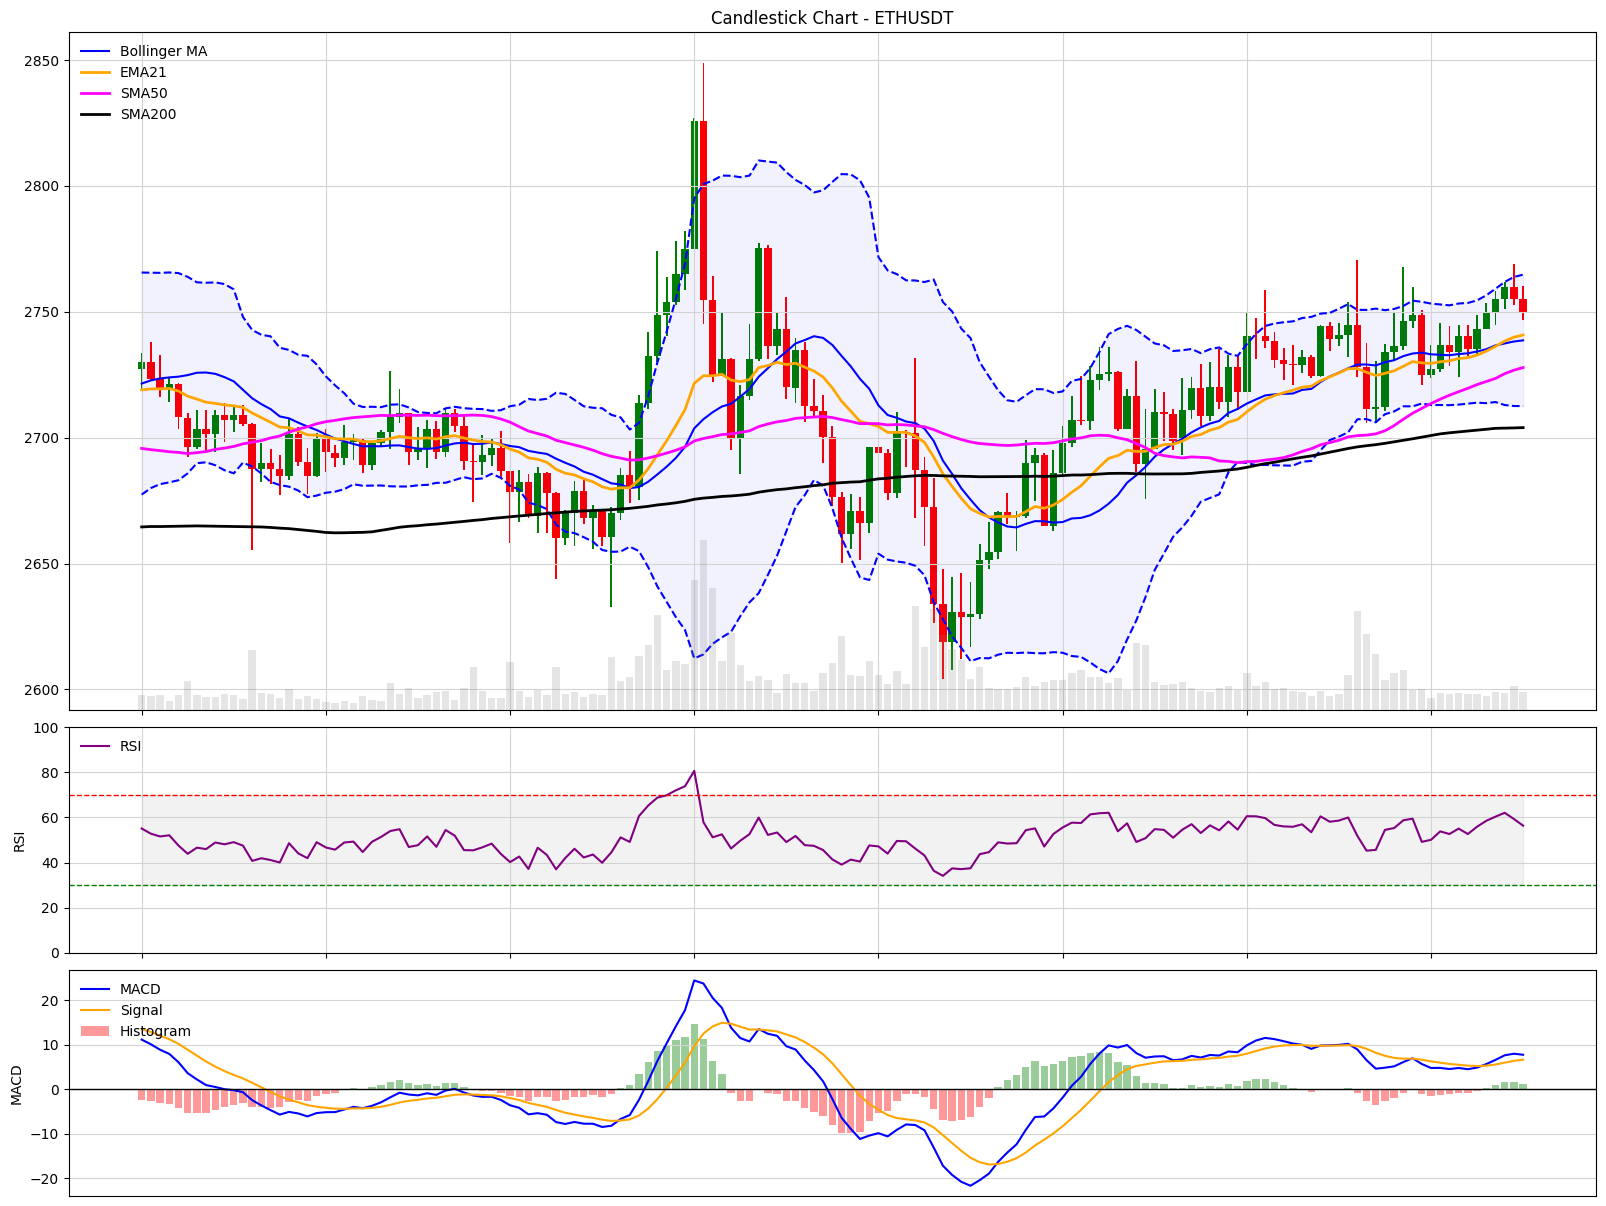 Candlestick Chart - ETHUSDT
Bollinger MA
EMA21
SMA50
SMA200
2850
2800
2750
2700
2650
2600
RSI
RSI
100
80
60
40
20
0
MACD
Signal
Histogram
MACD
20
10
0
−10
−20